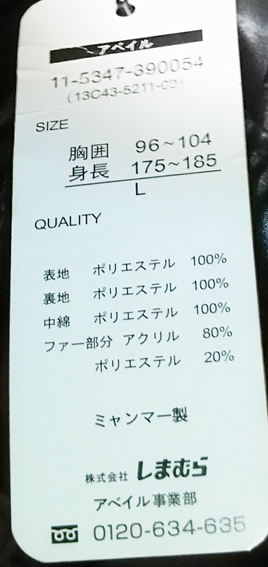 アベイル
11-5347-390054
(13C43-5211-00)
SIZE
胸囲 96~104
身長 175~185
L
QUALITY
表地 ポリエステル 100%
裏地 ポリエステル 100%
中綿 ポリエステル 100%
ファー部分 アクリル 80%
ポリエステル 20%
ミャンマー製
株式会社 しまむら
アベイル事業部
0120-634-635